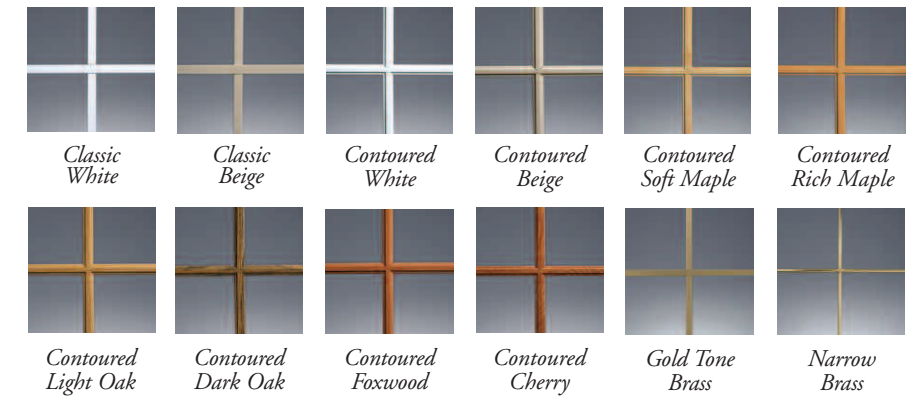 Classic
White
Classic
Beige
Contoured
White
Contoured
Beige
Contoured
Soft Maple
Contoured
Rich Maple
Contoured
Light Oak
Contoured
Dark Oak
Contoured
Foxwood
Contoured
Cherry
Gold Tone
Brass
Narrow
Brass